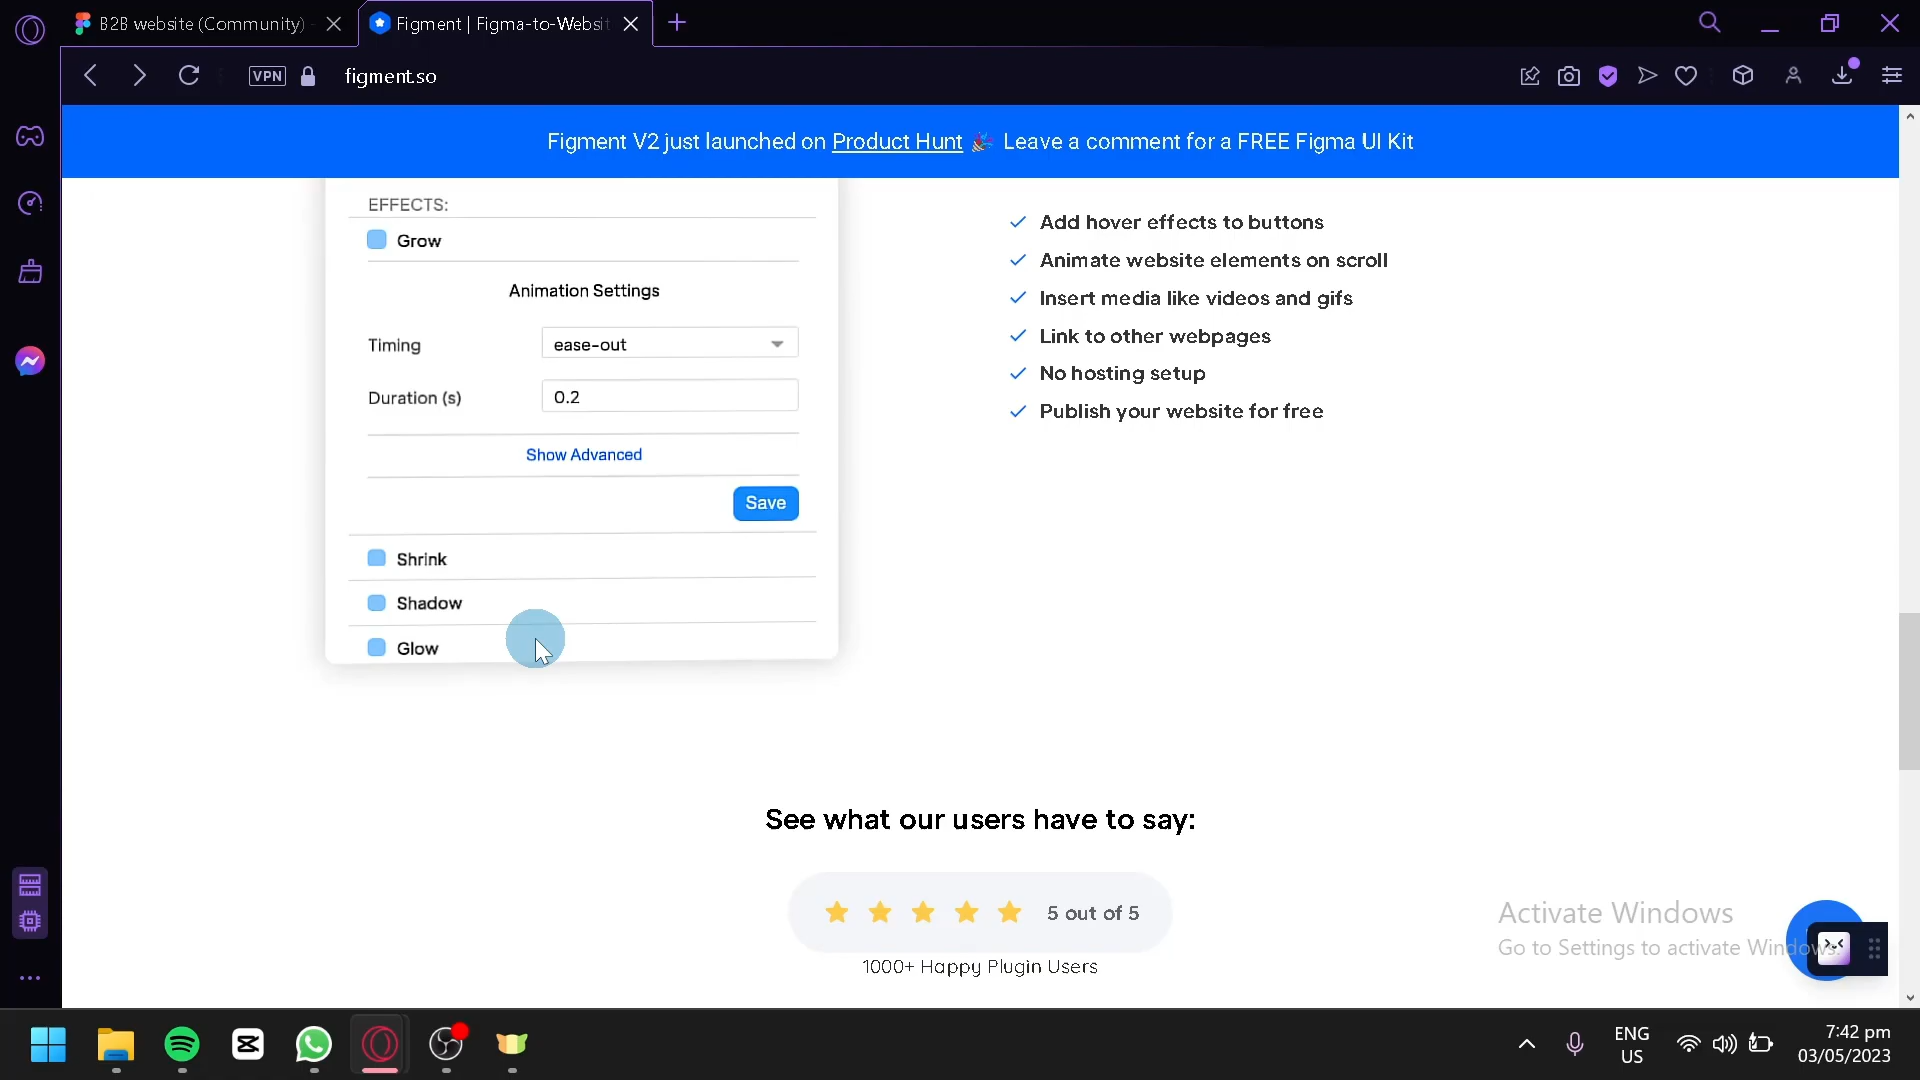 B2B website (Community)
Figment | Figma-to-Websit
VPN
figment.so
Figment V2 just launched on Product Hunt 🎉 Leave a comment for a FREE Figma UI Kit
EFFECTS:
Grow
Animation Settings
Timing
ease-out
Duration (s)
0.2
Show Advanced
Save
Shrink
Shadow
Glow
Add hover effects to buttons
Animate website elements on scroll
Insert media like videos and gifs
Link to other webpages
No hosting setup
Publish your website for free
See what our users have to say:
5 out of 5
1000+ Happy Plugin Users
Activate Windows
Go to Settings to activate Windows.
ENG
US
7:42 pm
03/05/2023